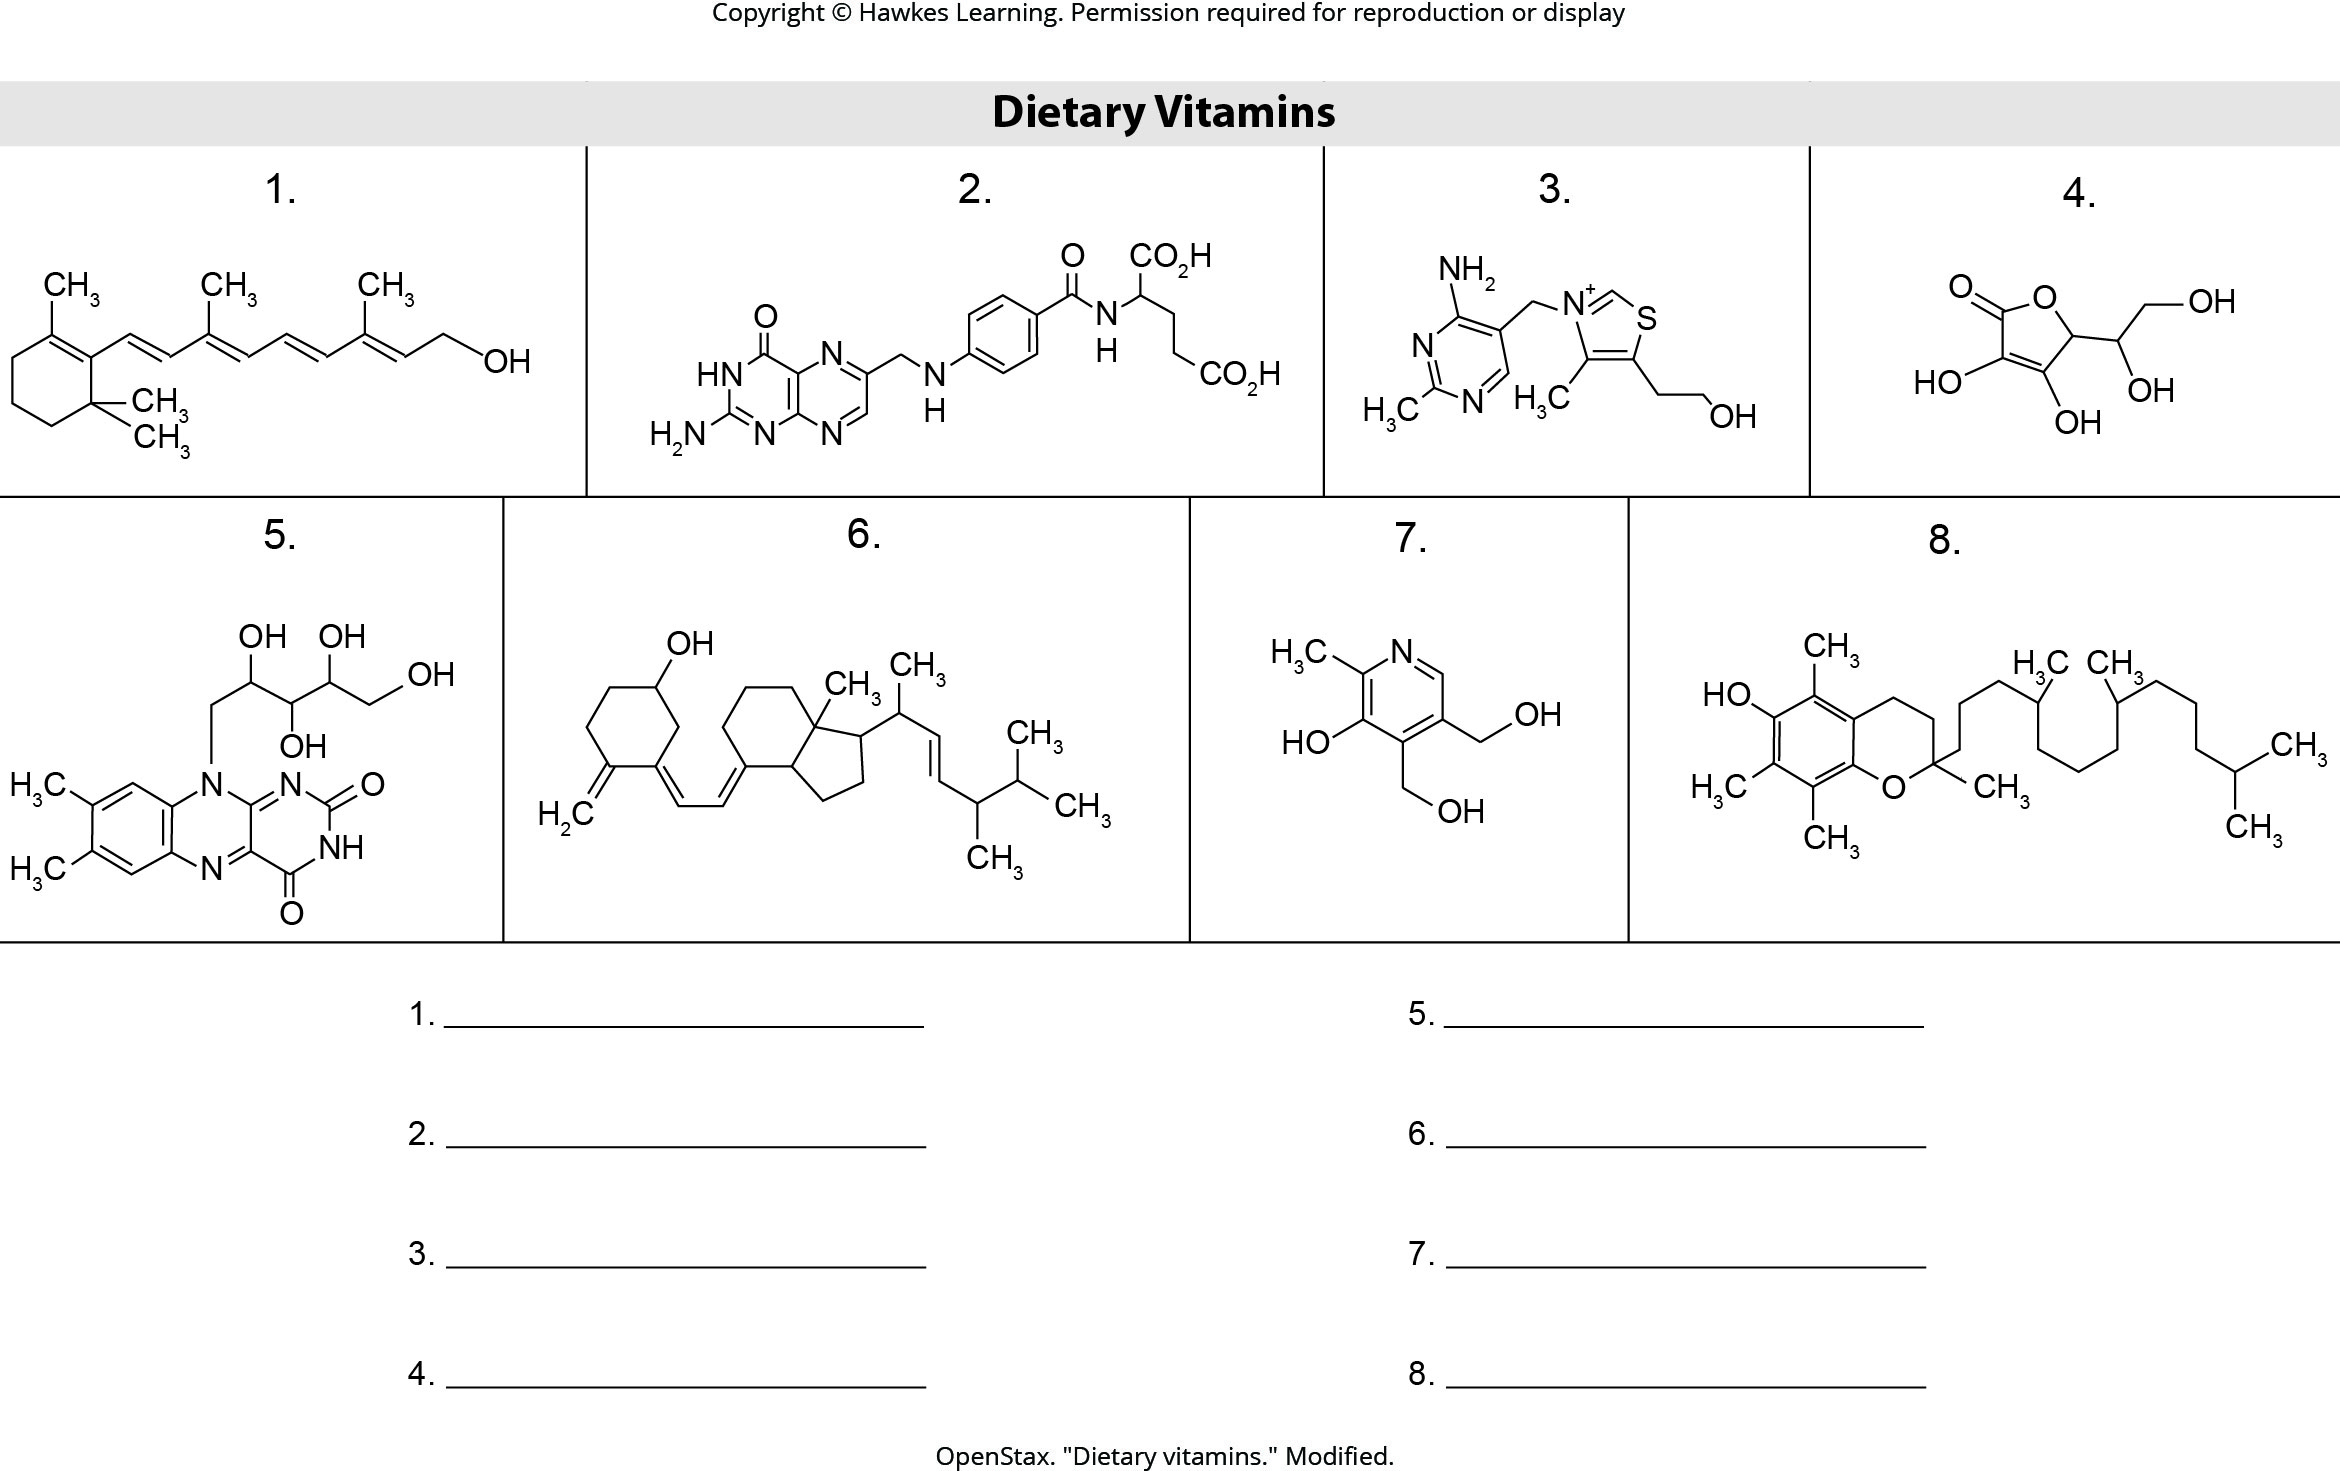 Copyright © Hawkes Learning. Permission required for reproduction or display
Dietary Vitamins
1.
CH3 CH3 CH3
OH
CH3
CH3
2.
O CO2H
O
N
H
HN N
N
H
CO2H
H2N N N
3.
NH2
N+
S
N
H3C N H3C
OH
4.
O O OH
HO
OH
OH
5.
OH OH
OH
OH
H3C N N O
NH
H3C N
O
6.
OH
CH3
CH3
CH3
H2C
CH3
CH3
7.
H3C N
HO
OH
OH
8.
CH3
H3C CH3
HO
CH3
H3C O CH3
CH3
CH3
1.
2.
3.
4.
5.
6.
7.
8.
OpenStax. "Dietary vitamins." Modified.